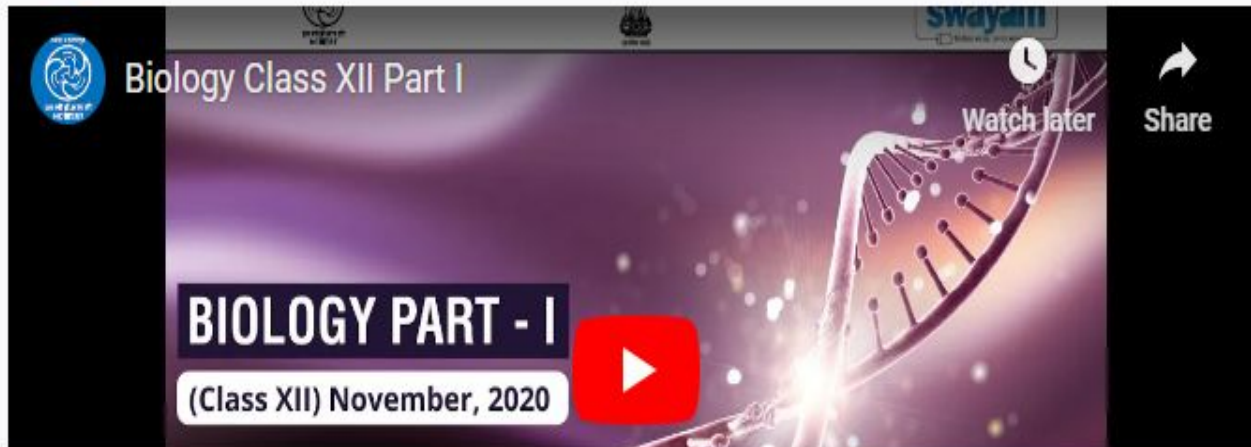 swayam
Biology Class XII Part I
Watch later
Share
BIOLOGY PART - I
(Class XII) November, 2020